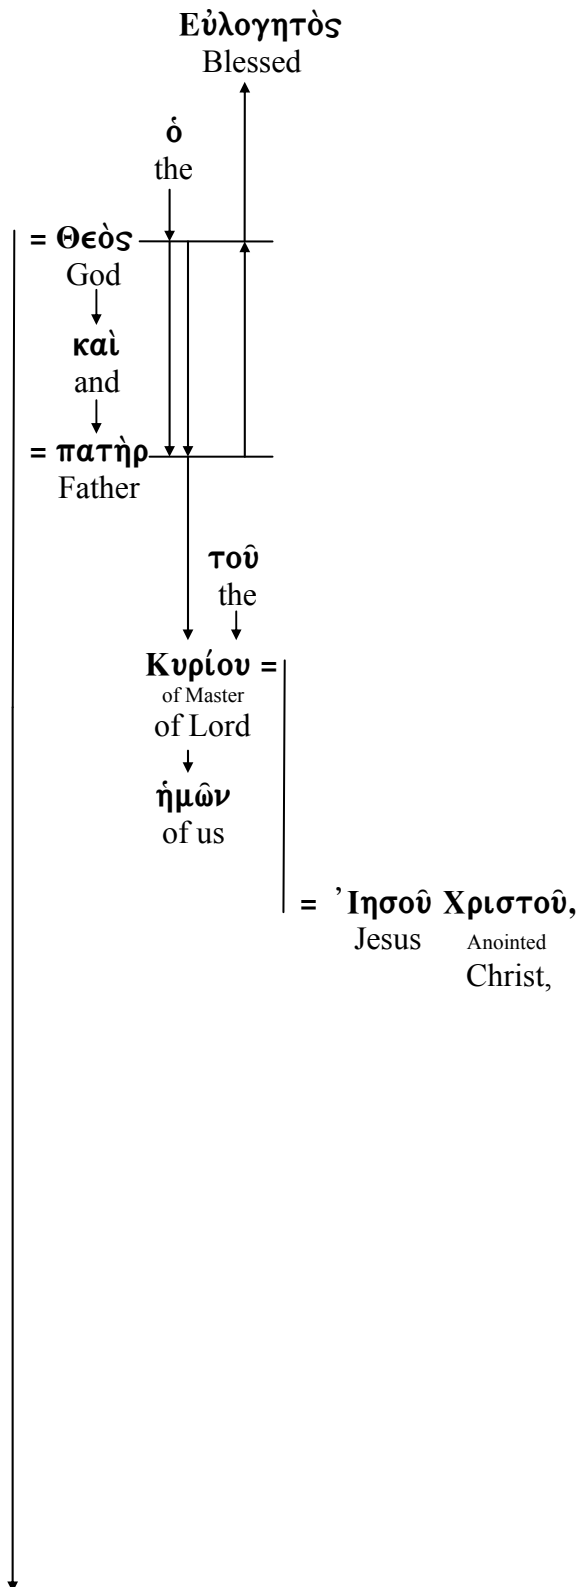 Εὐλογητὸς
Blessed
ὁ
the
= Θεὸς
God
καὶ
and
= πατὴρ
Father
τοῦ
the
Κυρίου =
of Master
of Lord
ἡμῶν
of us
= Ἰησοῦ Χριστοῦ,
Jesus Anointed
Christ,